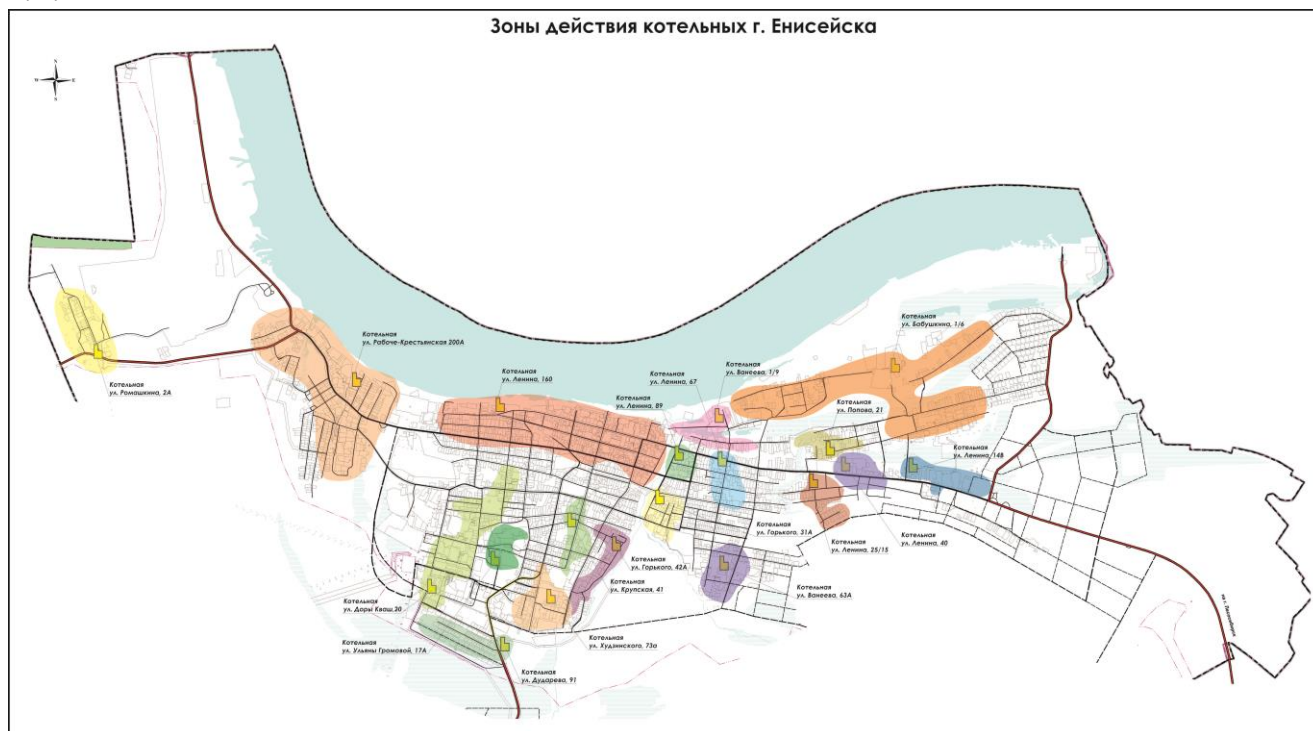 Зоны действия котельных г. Енисейска
Котельная
ул. Бабушкина, 1/6
Котельная
ул. Рабоче-Крестьянская 200А
Котельная
ул. Ленина, 160
Котельная
ул. Ленина, 67
Котельная
ул. Ванеева, 1/9
Котельная
ул. Ромашкина, 2А
Котельная
ул. Ленина, 89
Котельная
ул. Попова, 21
Котельная
ул. Ленина, 14В
Котельная
ул. Горького, 31А
Котельная
ул. Ленина, 25/15
Котельная
ул. Ленина, 40
Котельная
ул. Горького, 42А
Котельная
ул. Крупская, 41
Котельная
ул. Ванеева, 63А
Котельная
ул. Доры Кваш,20
Котельная
ул. Ульяны Громовой, 17А
Котельная
ул. Худзинского, 73а
Котельная
ул. Дударева, 91